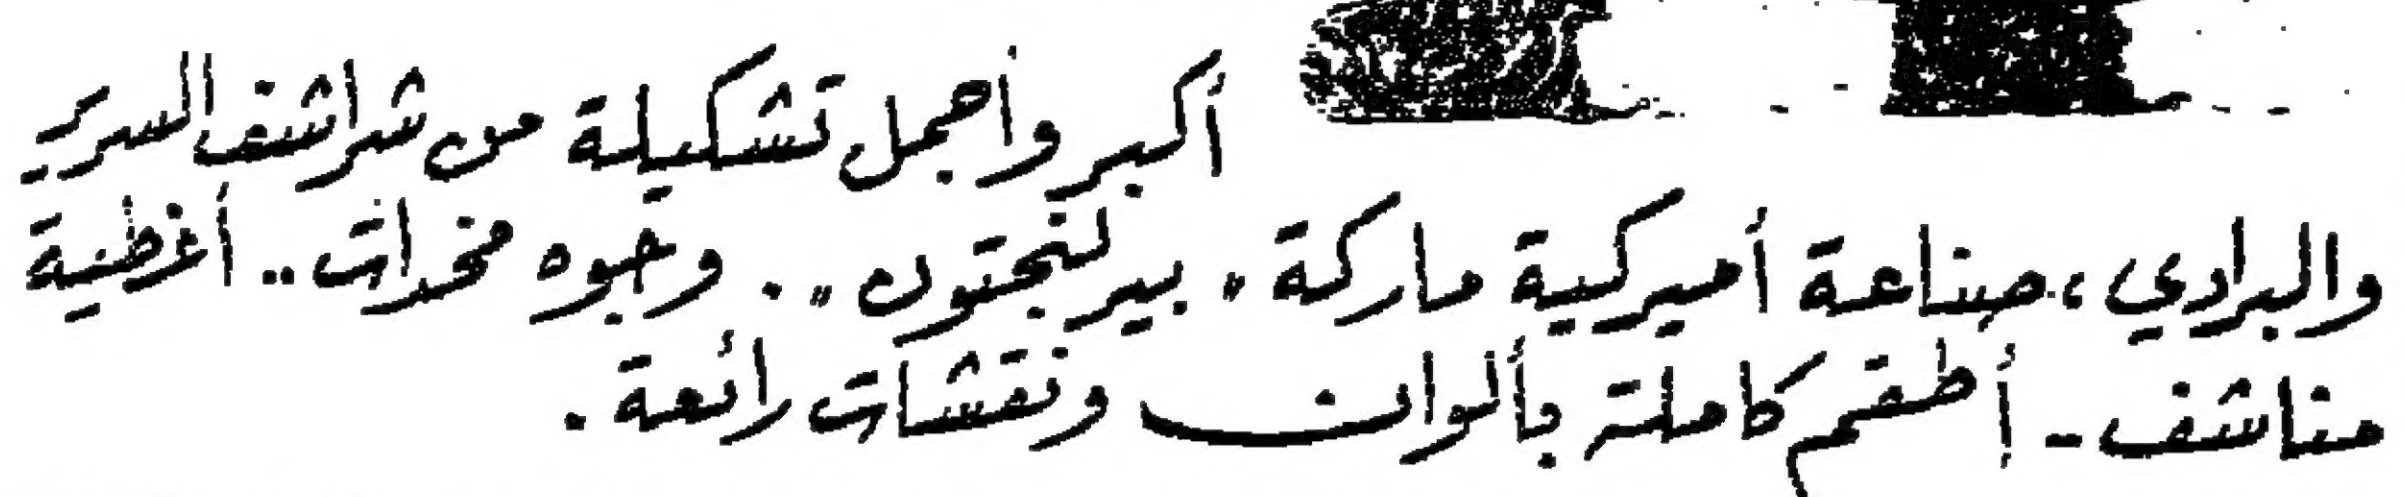 أكبر وأجمل تشكيلة من شراشف السرير
والبرادي، صناعة أميركية ماركة "بيرلنجتون". وجوه مخدات.. أغطية
مناشف - أطقم كاملة بألوان ونقشات رائعة.